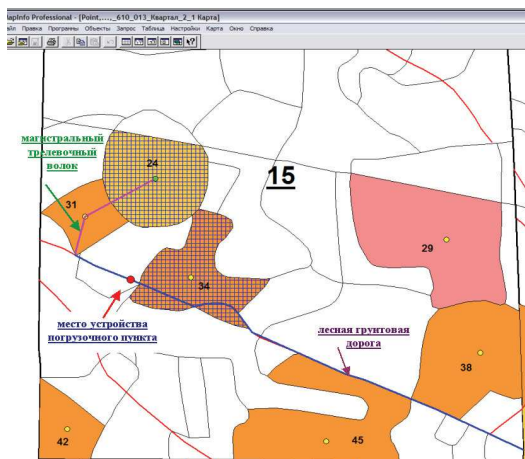 MapInfo Professional - [Point,...,_610_013_Квартал_2_1 Карта]
Файл Правка Программы Объекты Запрос Таблица Настройки Карта Окно Справка
магистральный
трелевочный
волок
24
15
31
29
34
место устройства
погрузочного пункта
лесная грунтовая
дорога
38
42
45